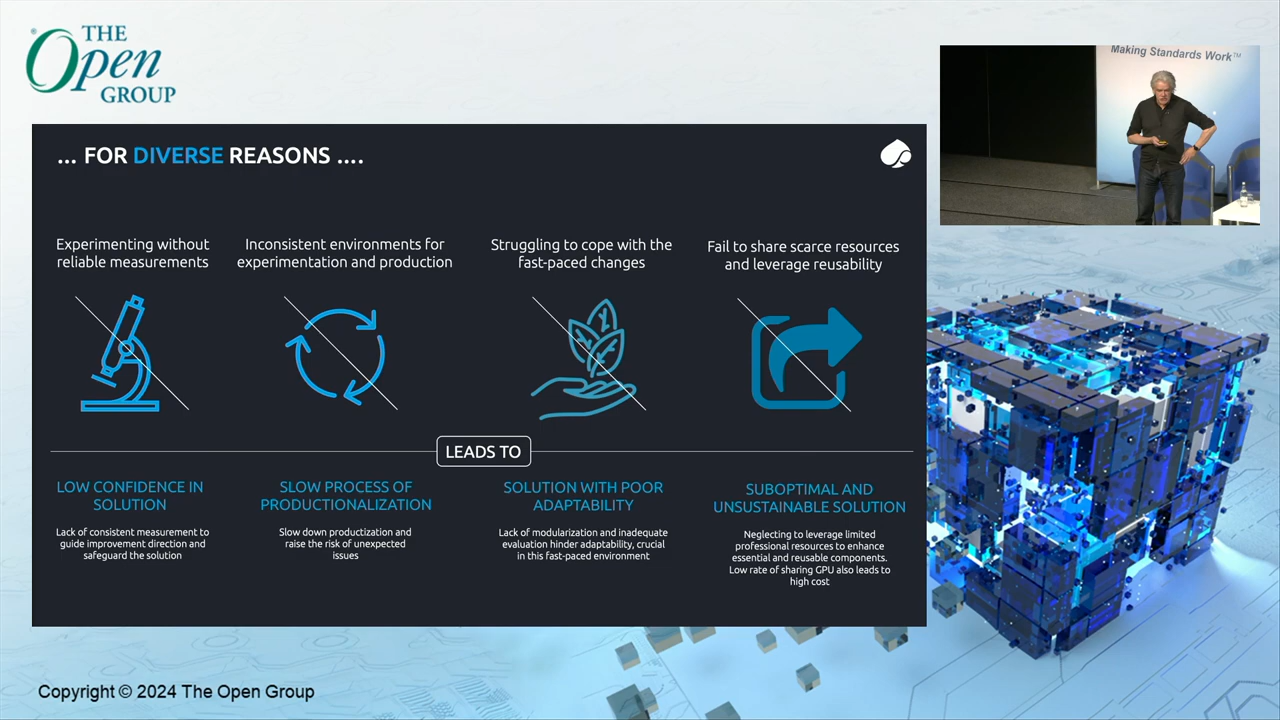 THE
Open
GROUP
Making Standards Work™
... FOR DIVERSE REASONS ....
Experimenting without
reliable measurements
Inconsistent environments for
experimentation and production
Struggling to cope with the
fast-paced changes
Fail to share scarce resources
and leverage reusability
LEADS TO
LOW CONFIDENCE IN
SOLUTION
Lack of consistent measurement to
guide improvement direction and
safeguard the solution
SLOW PROCESS OF
PRODUCTIONALIZATION
Slow down productization and
raise the risk of unexpected
issues
SOLUTION WITH POOR
ADAPTABILITY
Lack of modularization and inadequate
evaluation hinder adaptability, crucial
in this fast-paced environment
SUBOPTIMAL AND
UNSUSTAINABLE SOLUTION
Neglecting to leverage limited
professional resources to enhance
essential and reusable components.
Low rate of sharing GPU also leads to
high cost
Copyright © 2024 The Open Group